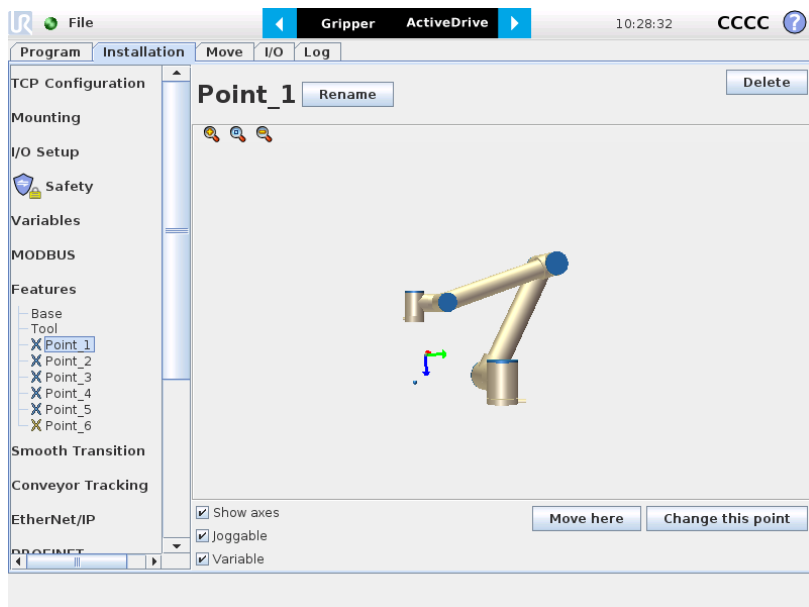 UR File Gripper ActiveDrive 10:28:32 CCCC ?
Program Installation Move I/O Log
TCP Configuration
Mounting
I/O Setup
Safety
Variables
MODBUS
Features
Base
Tool
Point_1
Point_2
Point_3
Point_4
Point_5
Point_6
Smooth Transition
Conveyor Tracking
EtherNet/IP
PROFINET
Point_1 Rename Delete
Show axes
Joggable
Variable
Move here Change this point